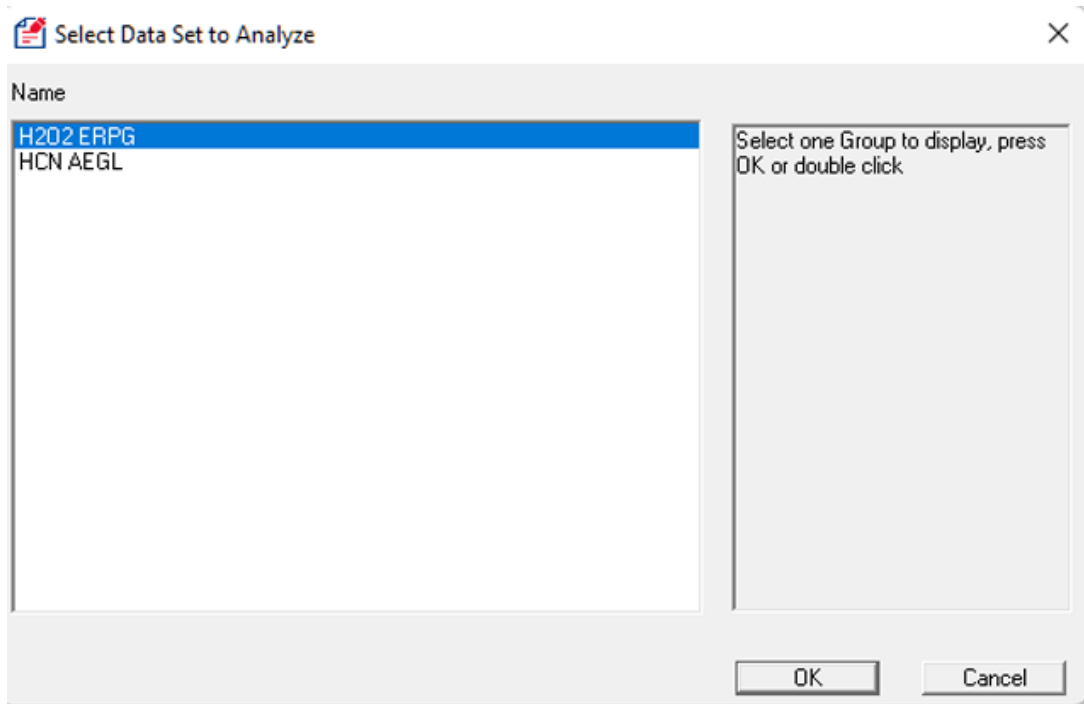 Select Data Set to Analyze
Name
H2O2 ERPG
HCN AEGL
Select one Group to display, press
OK or double click
OK
Cancel